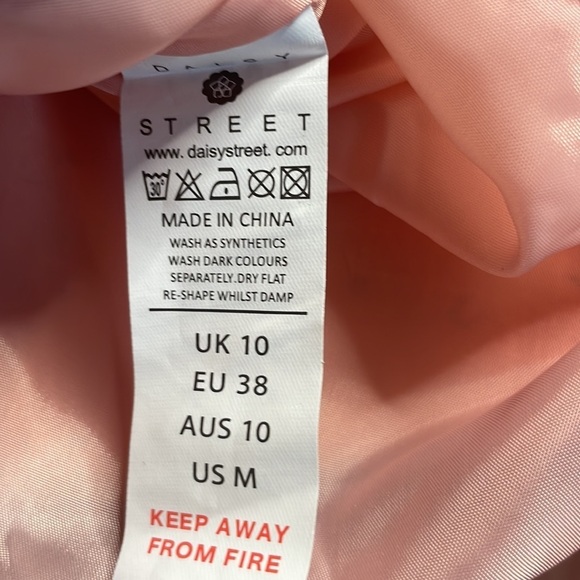 DAISY
STREET
www.daisystreet.com
30°
MADE IN CHINA
WASH AS SYNTHETICS
WASH DARK COLOURS
SEPARATELY.DRY FLAT
RE-SHAPE WHILST DAMP
UK 10
EU 38
AUS 10
US M
KEEP AWAY
FROM FIRE